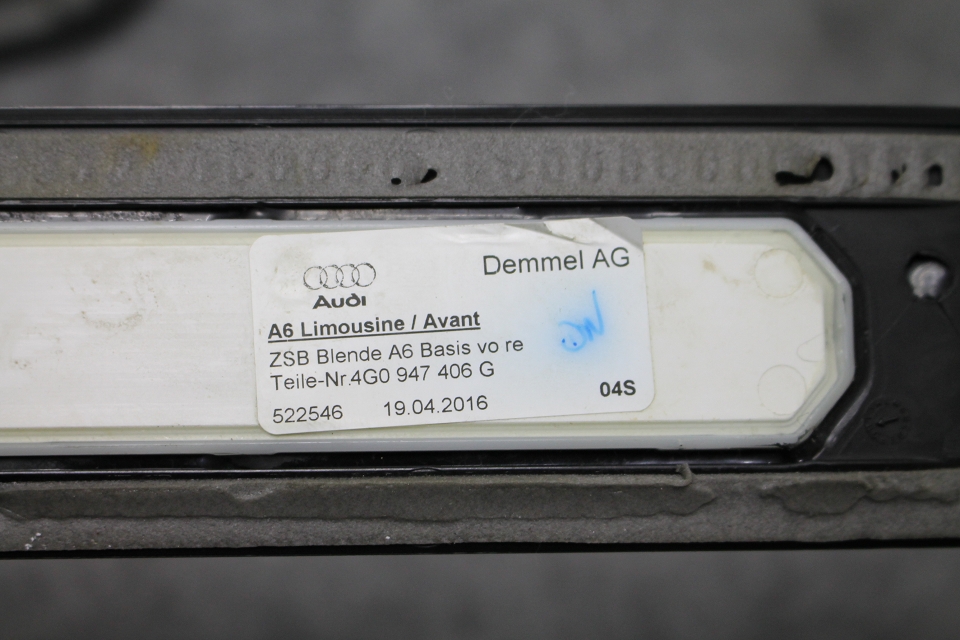 Demmel AG
Audi
A6 Limousine / Avant
ZSB Blende A6 Basis vo re
Teile-Nr.4G0 947 406 G
522546 19.04.2016 04S